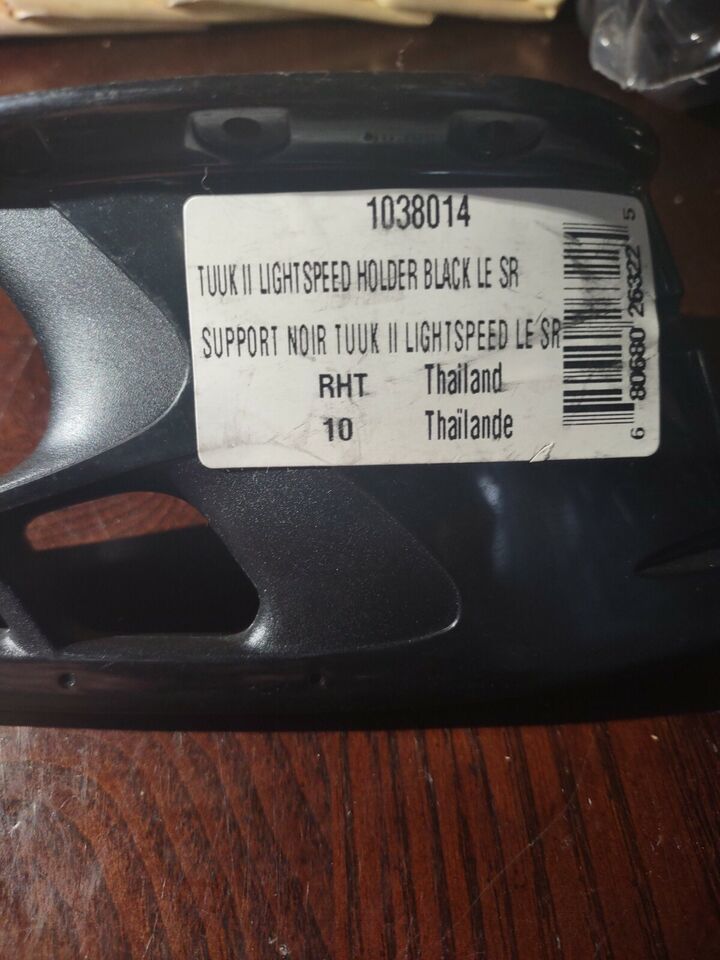 1038014
TUUK II LIGHTSPEED HOLDER BLACK LE SR
SUPPORT NOIR TUUK II LIGHTSPEED LE SR
RHT Thailand
10 Thaïlande
6 80680 26322 5